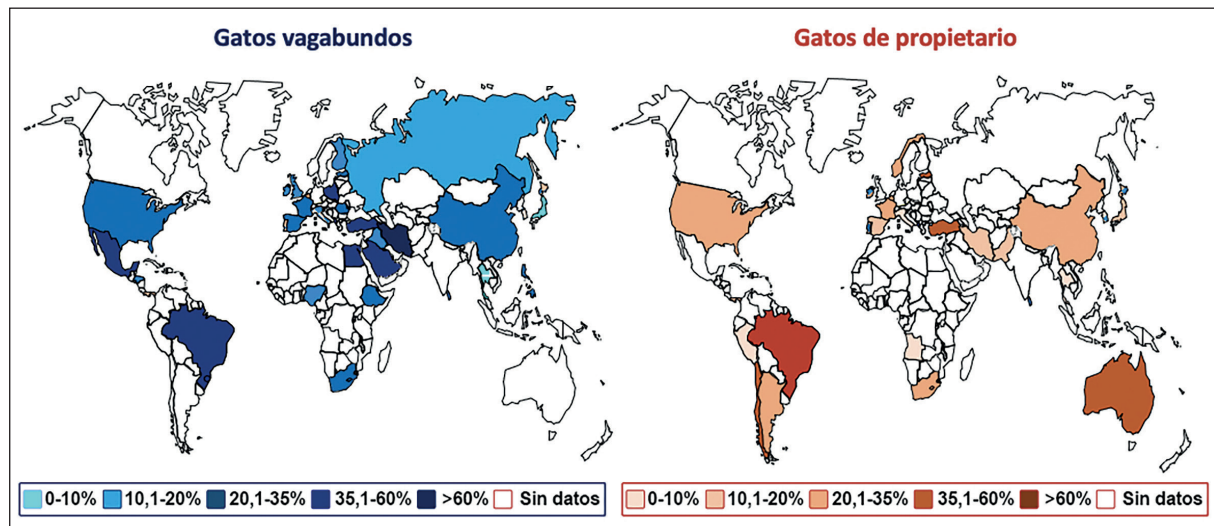 Gatos vagabundos
Gatos de propietario
0-10% 10,1-20% 20,1-35% 35,1-60% >60% Sin datos
0-10% 10,1-20% 20,1-35% 35,1-60% >60% Sin datos